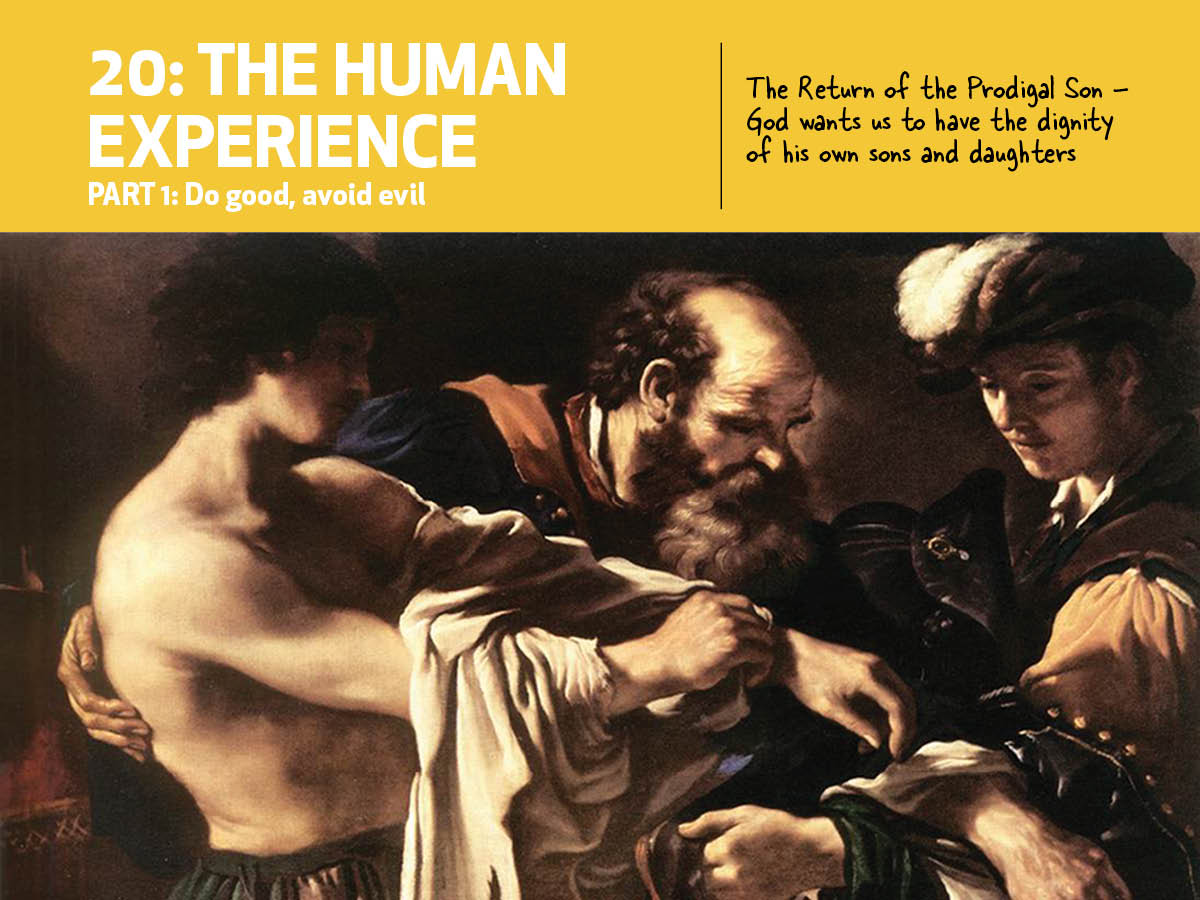 20: THE HUMAN
EXPERIENCE
PART 1: Do good, avoid evil
The Return of the Prodigal Son –
God wants us to have the dignity
of his own sons and daughters